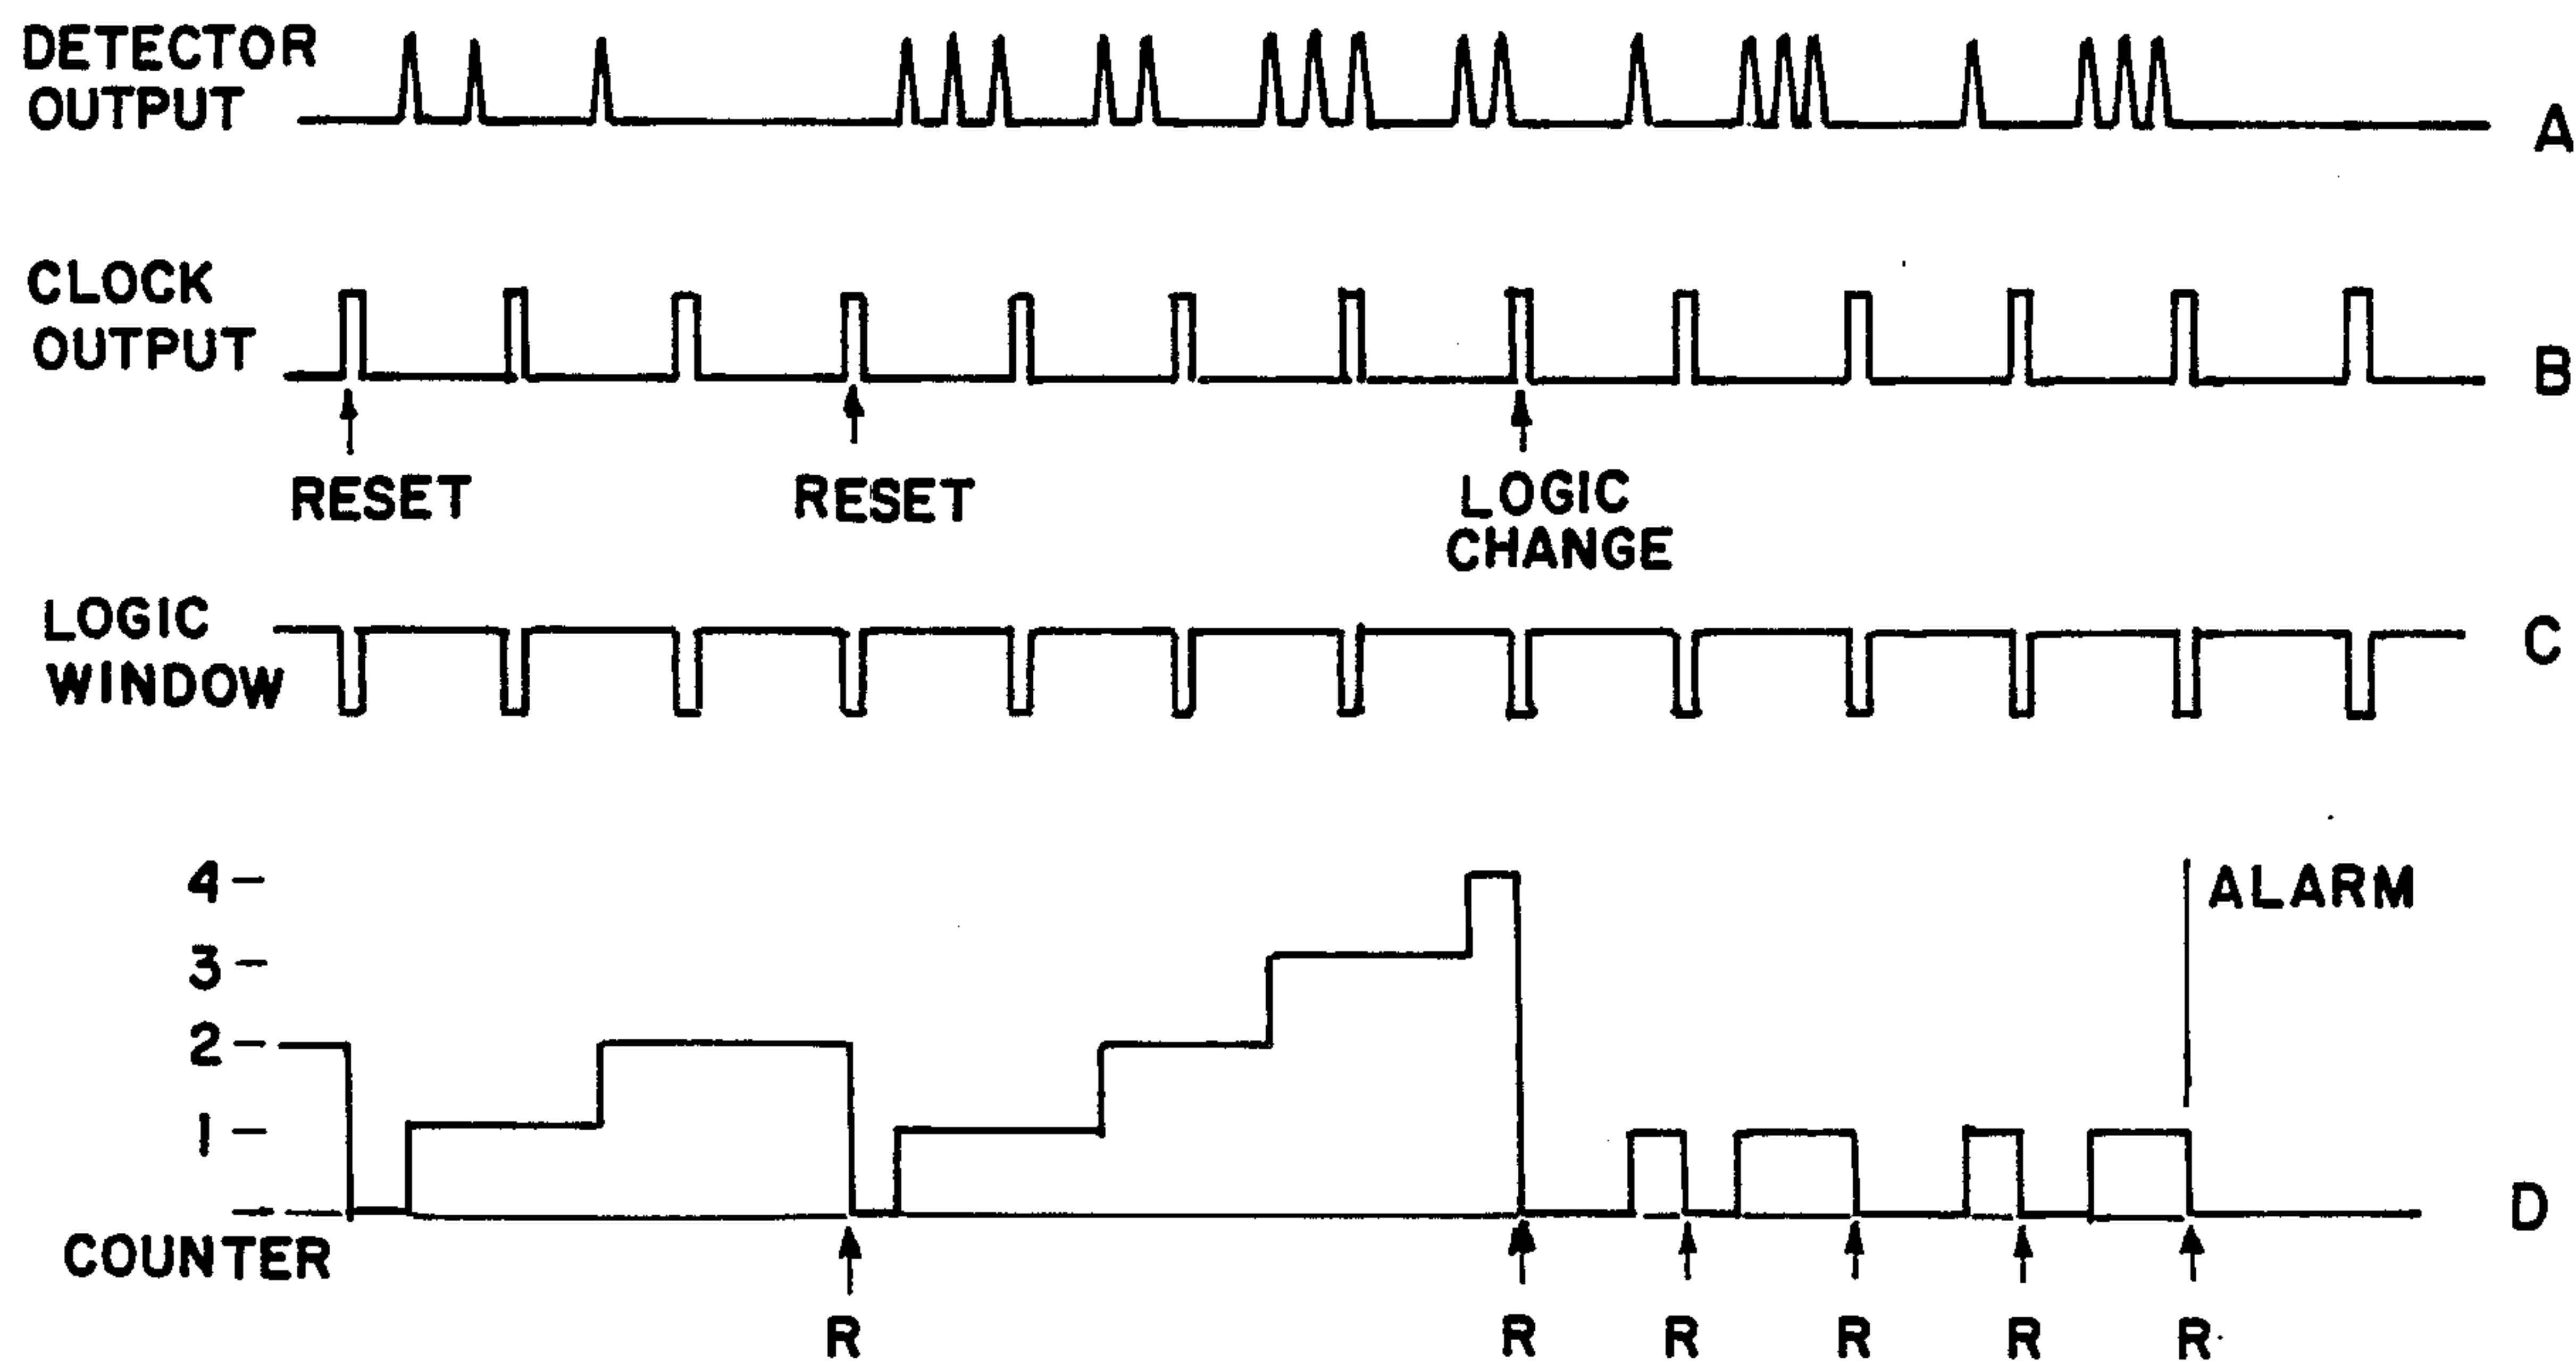 DETECTOR
OUTPUT
A
CLOCK
OUTPUT
B
RESET
RESET
LOGIC
CHANGE
LOGIC
WINDOW
C
4
3
2
1
ALARM
D
COUNTER
R
R
R
R
R
R